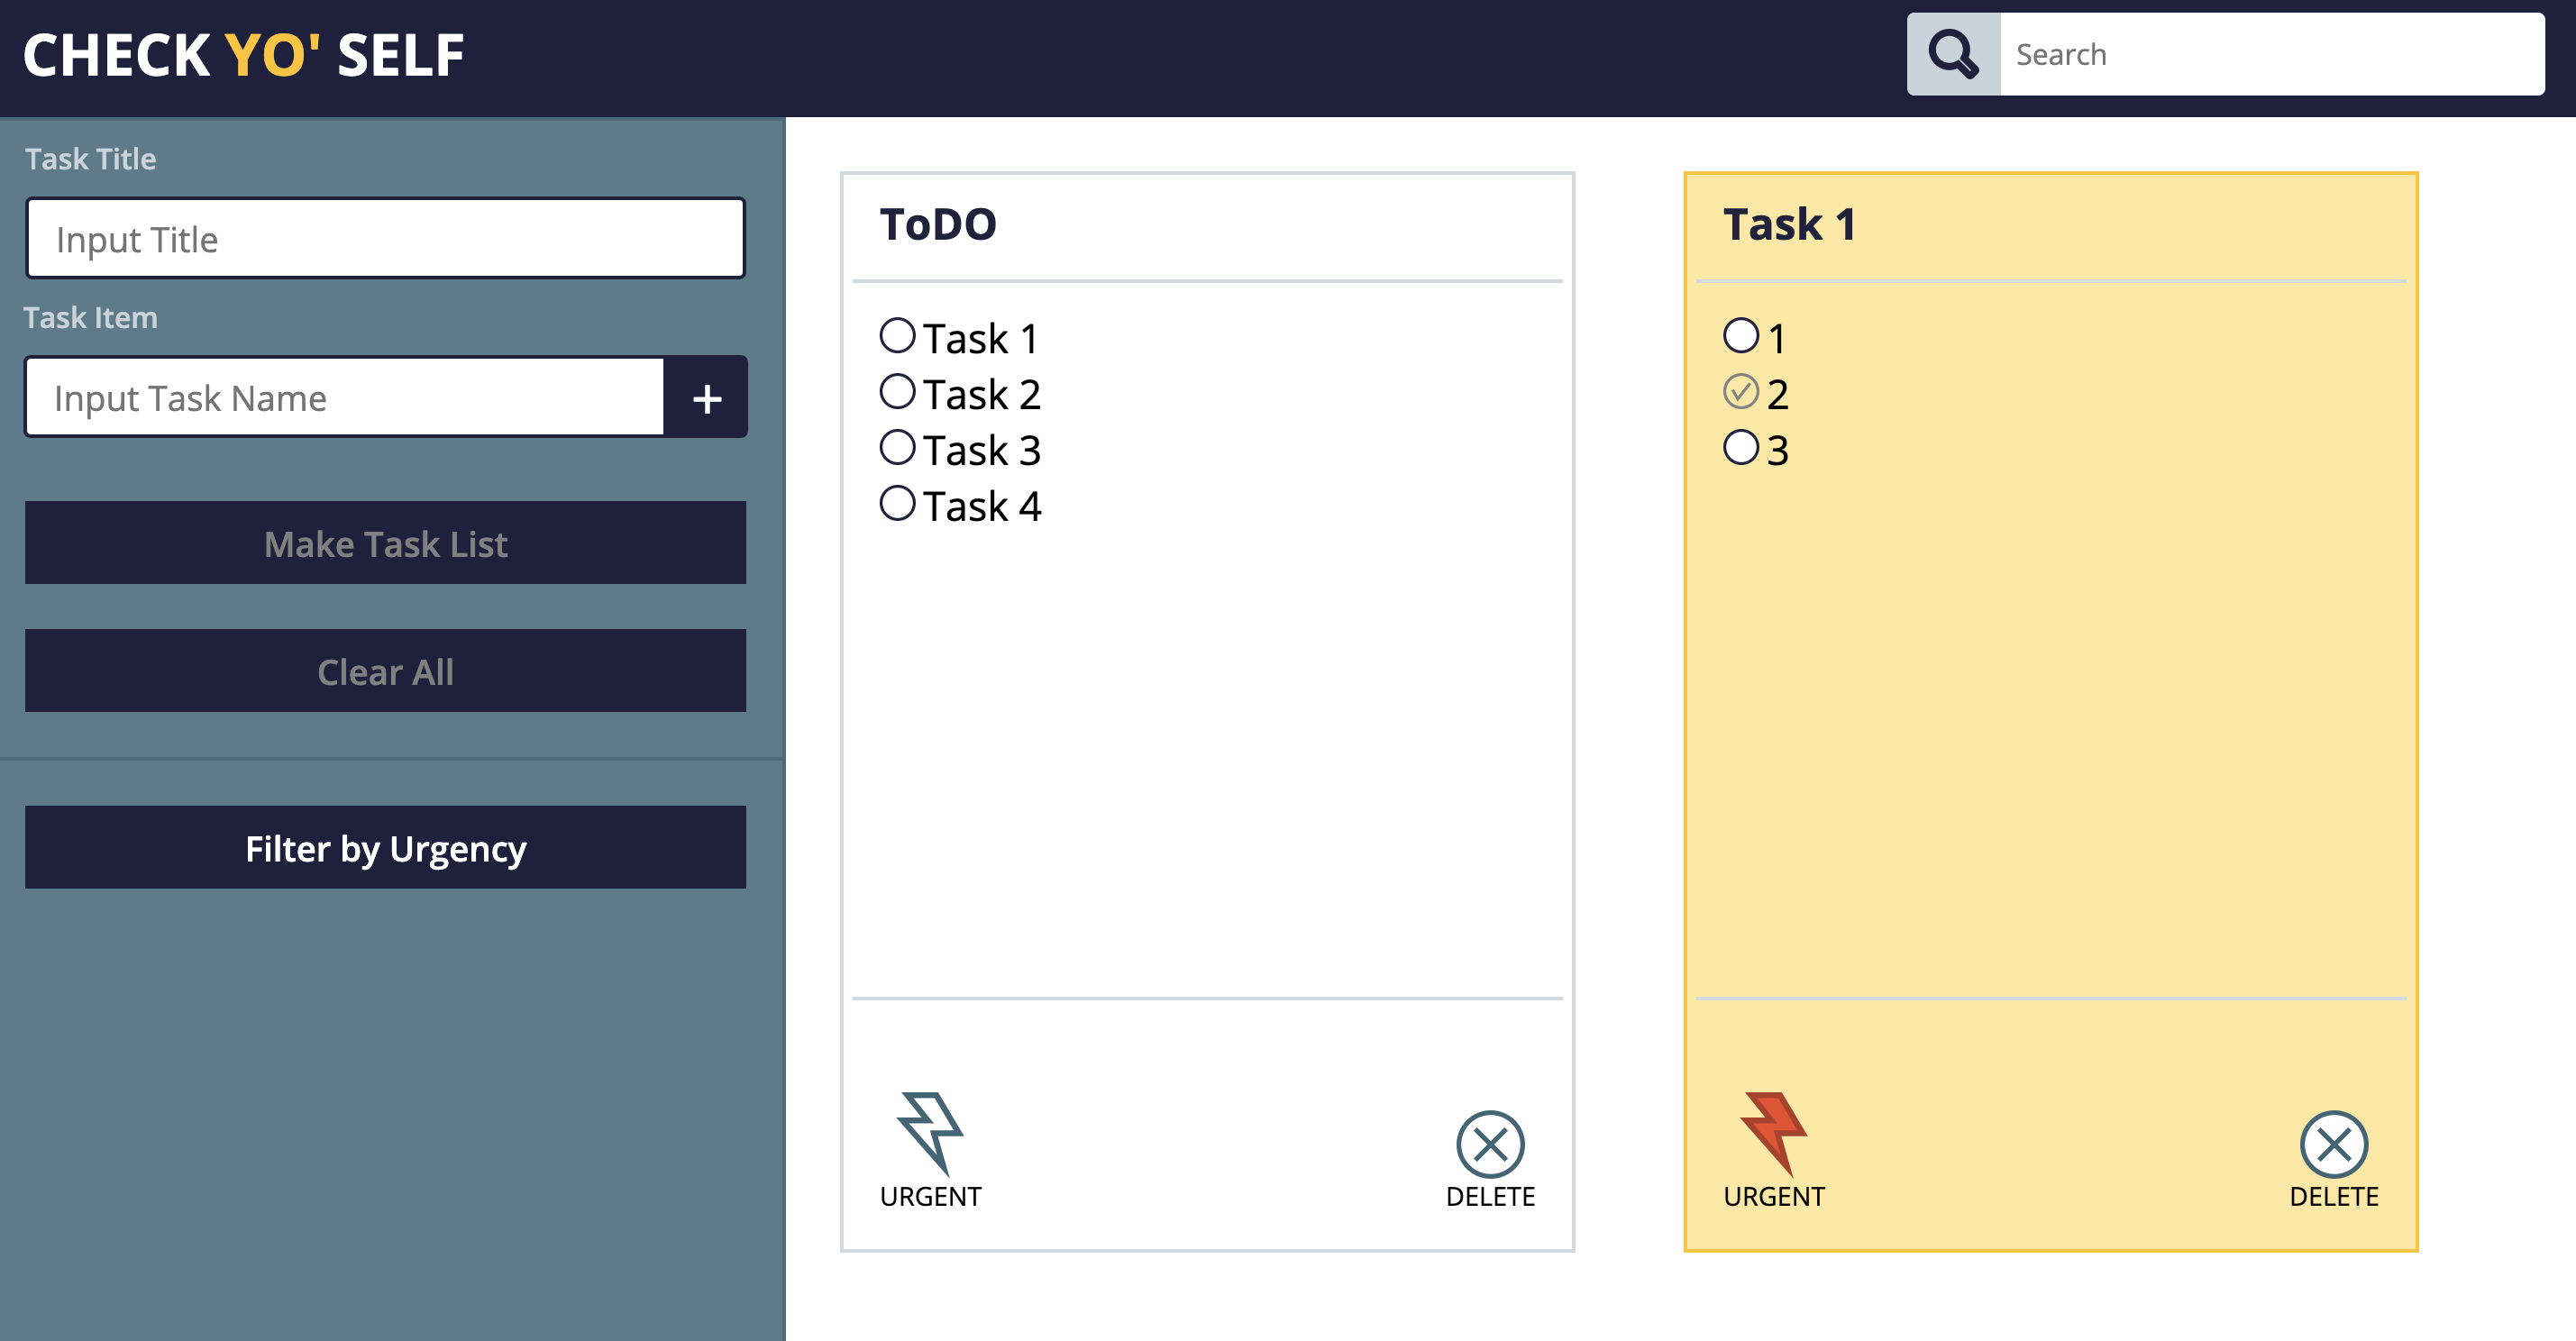 CHECK YO' SELF
Search
Task Title
Input Title
Task Item
Input Task Name
+
Make Task List
Clear All
Filter by Urgency
ToDO
Task 1
Task 2
Task 3
Task 4
URGENT
DELETE
Task 1
1
2
3
URGENT
DELETE